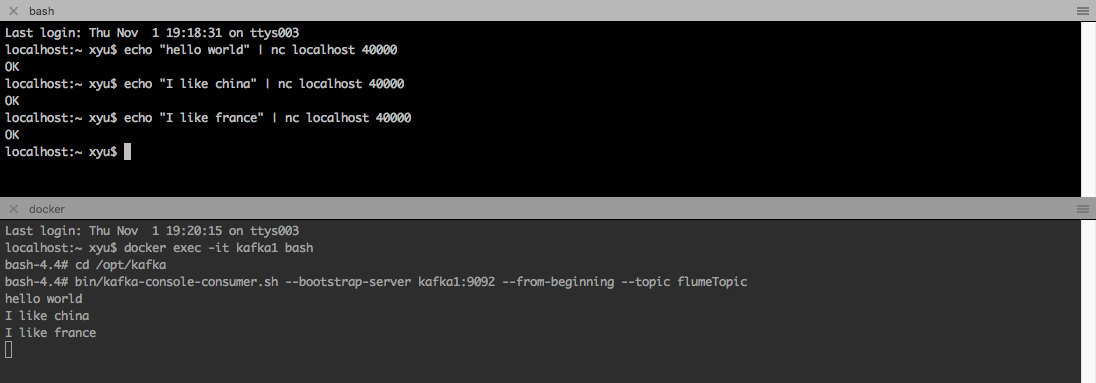 bash
Last login: Thu Nov  1 19:18:31 on ttys003
localhost:~ xyu$ echo "hello world" | nc localhost 40000
OK
localhost:~ xyu$ echo "I like china" | nc localhost 40000
OK
localhost:~ xyu$ echo "I like france" | nc localhost 40000
OK
localhost:~ xyu$
docker
Last login: Thu Nov  1 19:20:15 on ttys003
localhost:~ xyu$ docker exec -it kafka1 bash
bash-4.4# cd /opt/kafka
bash-4.4# bin/kafka-console-consumer.sh --bootstrap-server kafka1:9092 --from-beginning --topic flumeTopic
hello world
I like china
I like france